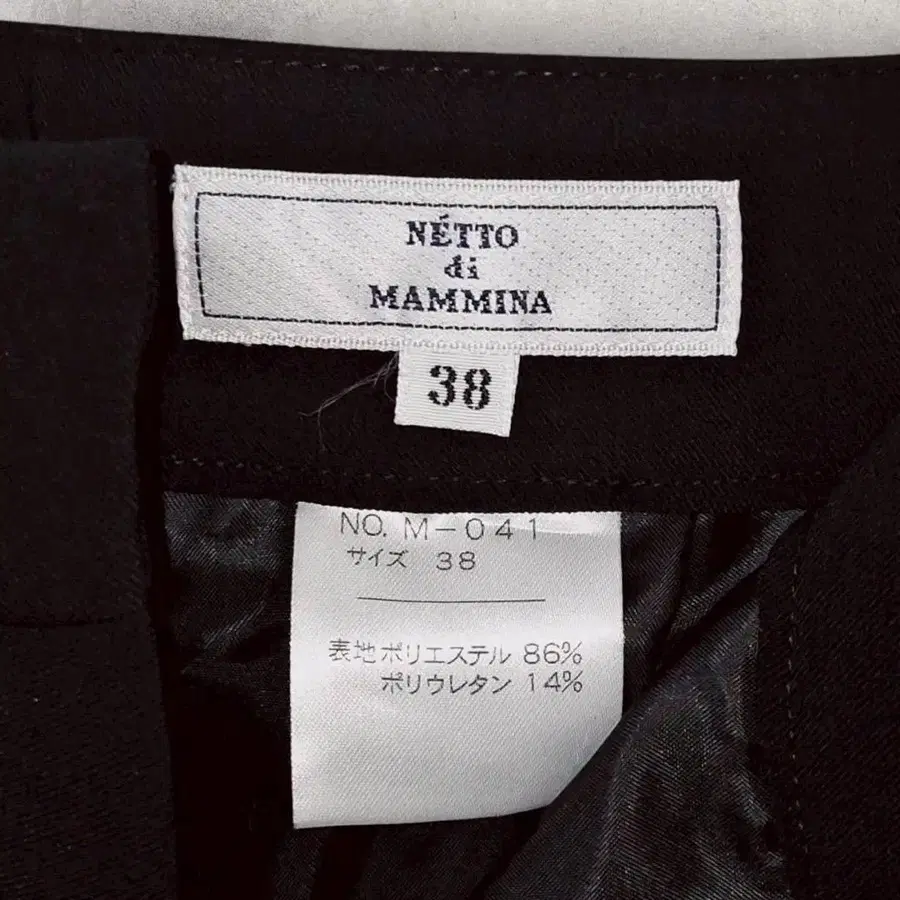 NÉTTO
di
MAMMINA
38
NO. M-041
サイズ 38
表地 ポリエステル 86%
ポリウレタン 14%